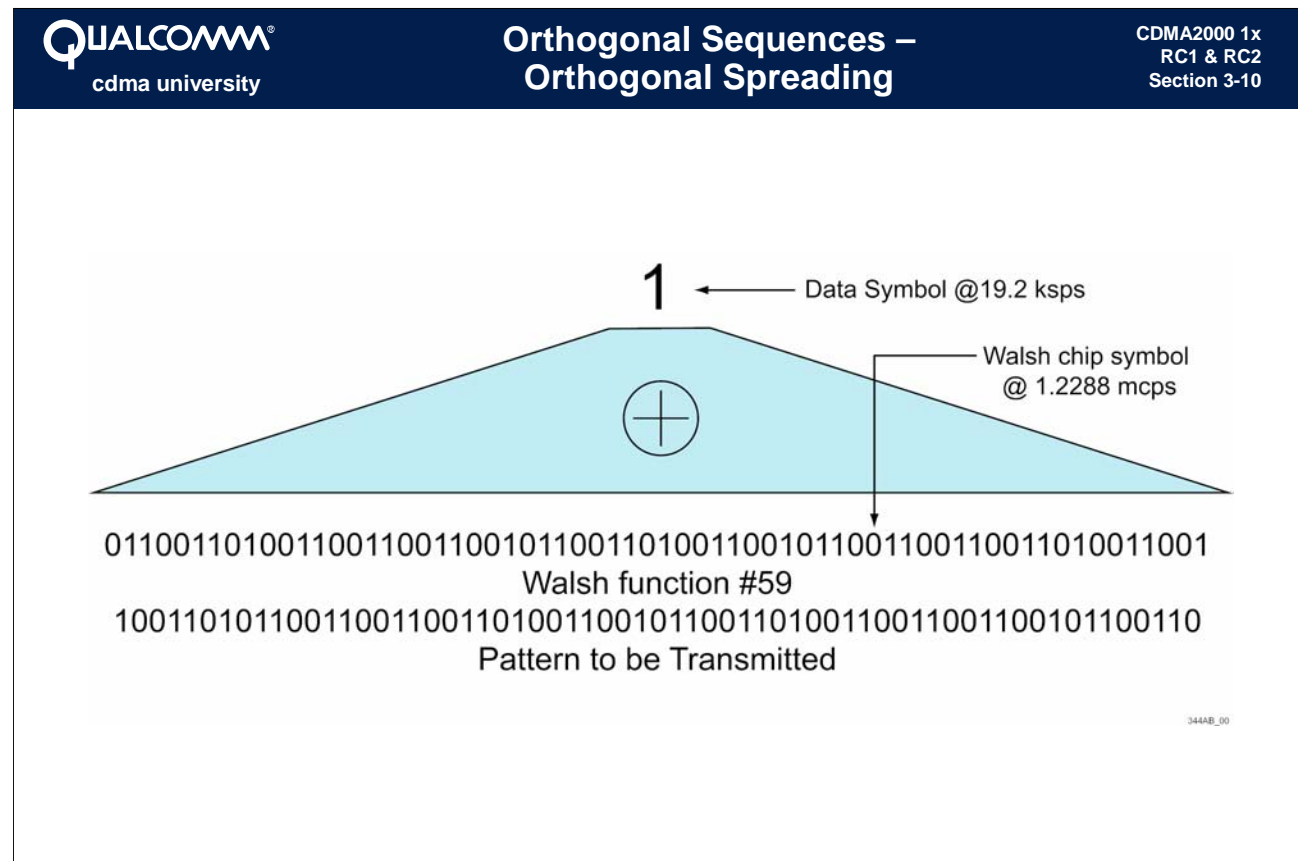 QUALCOMM®
cdma university
Orthogonal Sequences –
Orthogonal Spreading
CDMA2000 1x
RC1 & RC2
Section 3-10
1
Data Symbol @19.2 ksps
Walsh chip symbol
@ 1.2288 mcps
0110011010011001100110010110011010011001011001100110011010011001
Walsh function #59
100110101100110011001101001100101100110100110011001100101100110
Pattern to be Transmitted
344AB_00